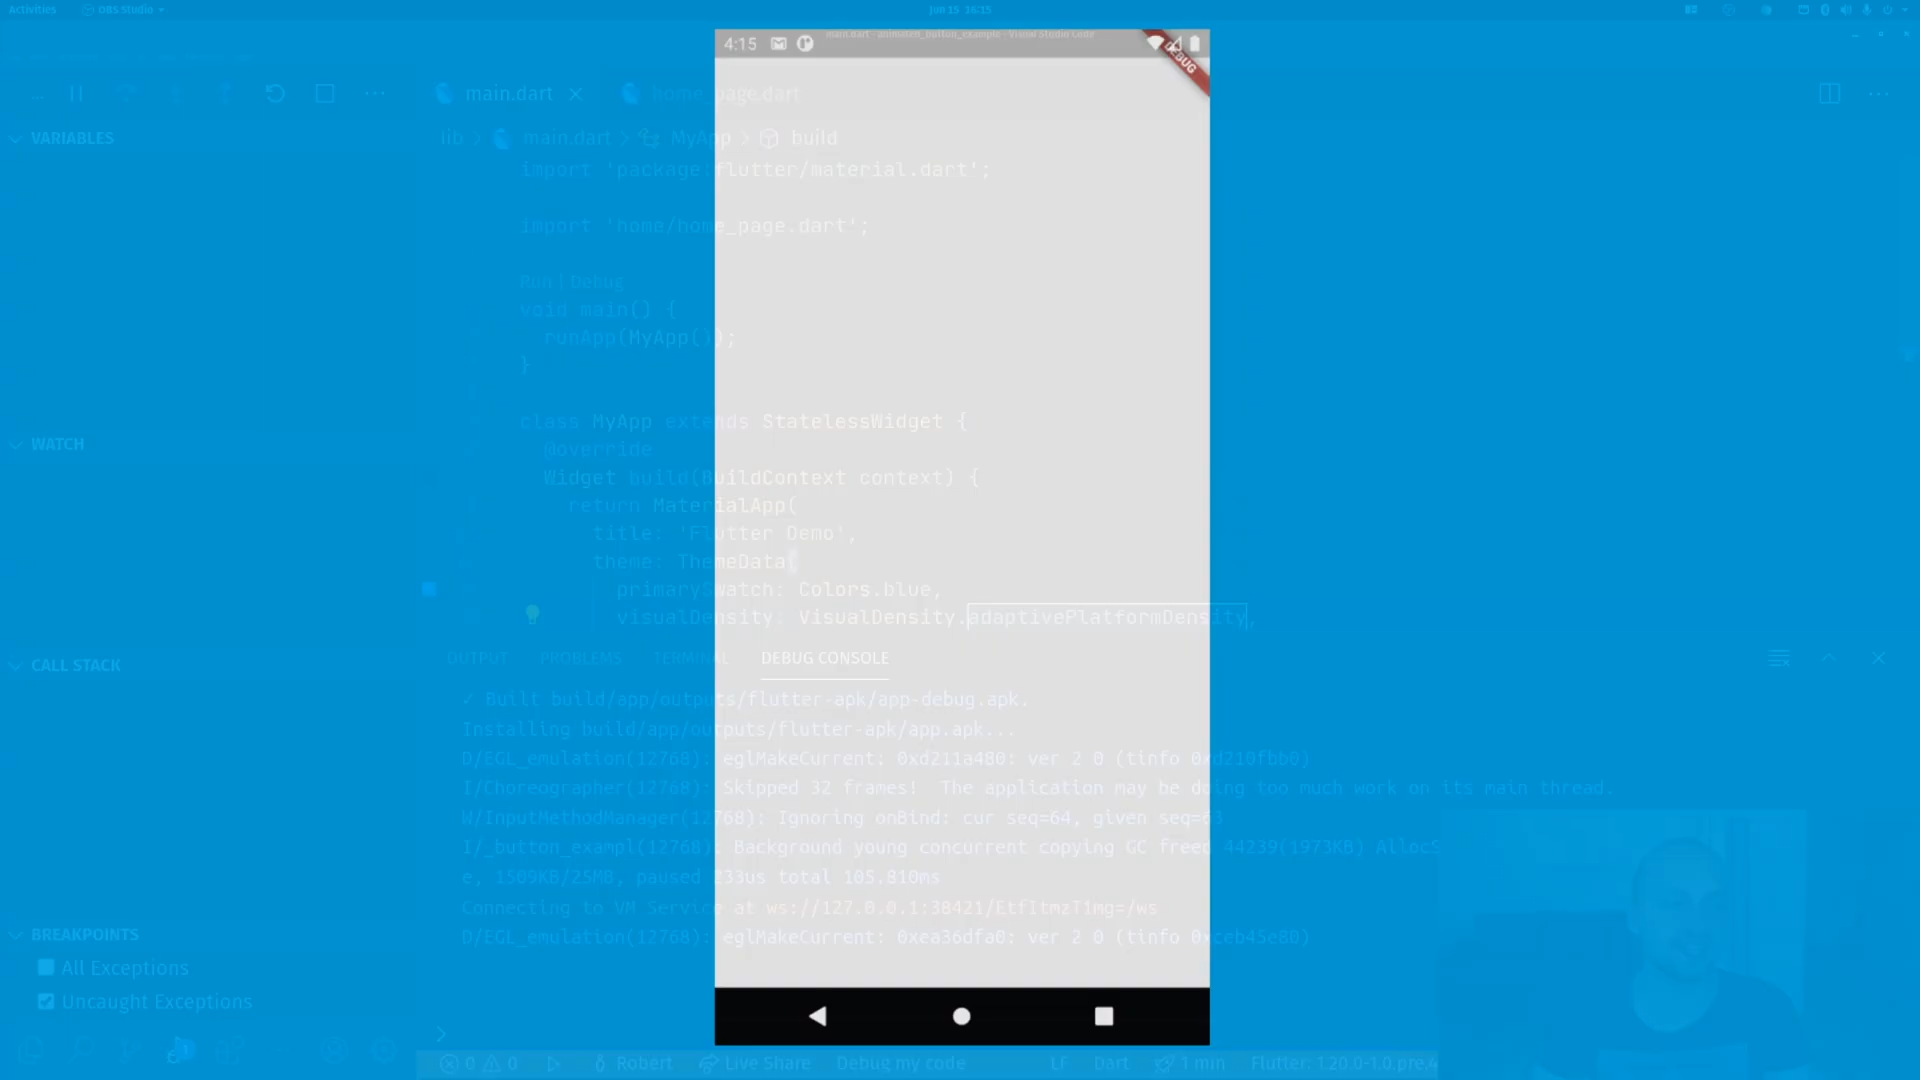 Activities OBS Studio Jun 15 16:15
main.dart - animated_button_example - Visual Studio Code
4:15
DEBUG
main.dart home_page.dart
VARIABLES
lib > main.dart > MyApp > build
import 'package:flutter/material.dart';
import 'home/home_page.dart';
Run | Debug
void main() {
runApp(MyApp());
}
class MyApp extends StatelessWidget {
@override
Widget build(BuildContext context) {
return MaterialApp(
title: 'Flutter Demo',
theme: ThemeData(
primarySwatch: Colors.blue,
visualDensity: VisualDensity.adaptivePlatformDensity,
WATCH
CALL STACK
OUTPUT PROBLEMS TERMINAL DEBUG CONSOLE
✓ Built build/app/outputs/flutter-apk/app-debug.apk.
Installing build/app/outputs/flutter-apk/app.apk...
D/EGL_emulation(12768): eglMakeCurrent: 0xd211a480: ver 2 0 (tinfo 0xd210fbb0)
I/Choreographer(12768): Skipped 32 frames!  The application may be doing too much work on its main thread.
W/InputMethodManager(12768): Ignoring onBind: cur seq=64, given seq=63
I/_button_exampl(12768): Background young concurrent copying GC freed 44239(1973KB) AllocS
e, 1509KB/25MB, paused 233us total 105.810ms
Connecting to VM Service at ws://127.0.0.1:38421/EtfltmzT1mg=/ws
D/EGL_emulation(12768): eglMakeCurrent: 0xea36dfa0: ver 2 0 (tinfo 0xceb45e80)
BREAKPOINTS
All Exceptions
Uncaught Exceptions
1
>
0 0 Robert Live Share Debug my code LF Dart 1 min Flutter: 1.20.0-1.0.pre.4